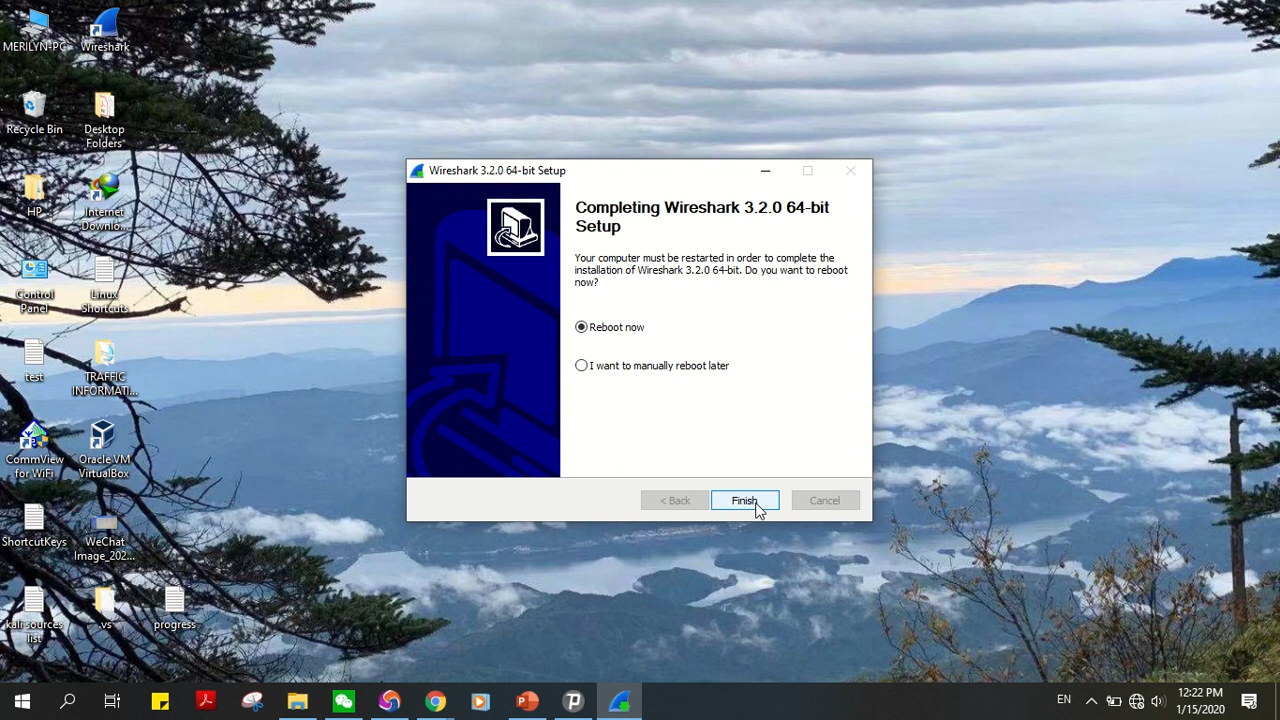 MERILYN-PC
Wireshark
Recycle Bin
Desktop
Folders
HP
Internet
Downlo...
Control
Panel
Linux
Shortcuts
test
TRAFFIC
INFORMATI...
CommView
for WiFi
Oracle VM
VirtualBox
ShortcutKeys
WeChat
Image_202...
kali sources
list
.vs
progress
Wireshark 3.2.0 64-bit Setup
Completing Wireshark 3.2.0 64-bit
Setup
Your computer must be restarted in order to complete the
installation of Wireshark 3.2.0 64-bit. Do you want to reboot
now?
Reboot now
I want to manually reboot later
< Back
Finish
Cancel
EN
12:22 PM
1/15/2020